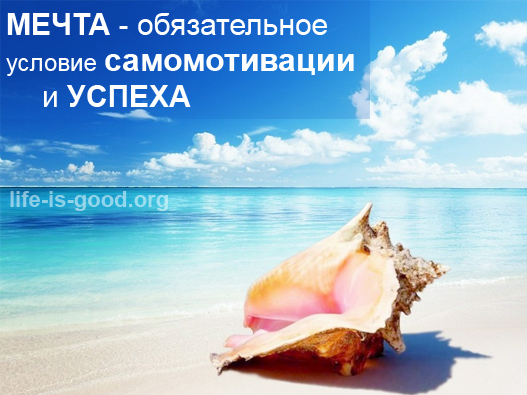 МЕЧТА - обязательное
условие самомотивации
и УСПЕХА
life-is-good.org